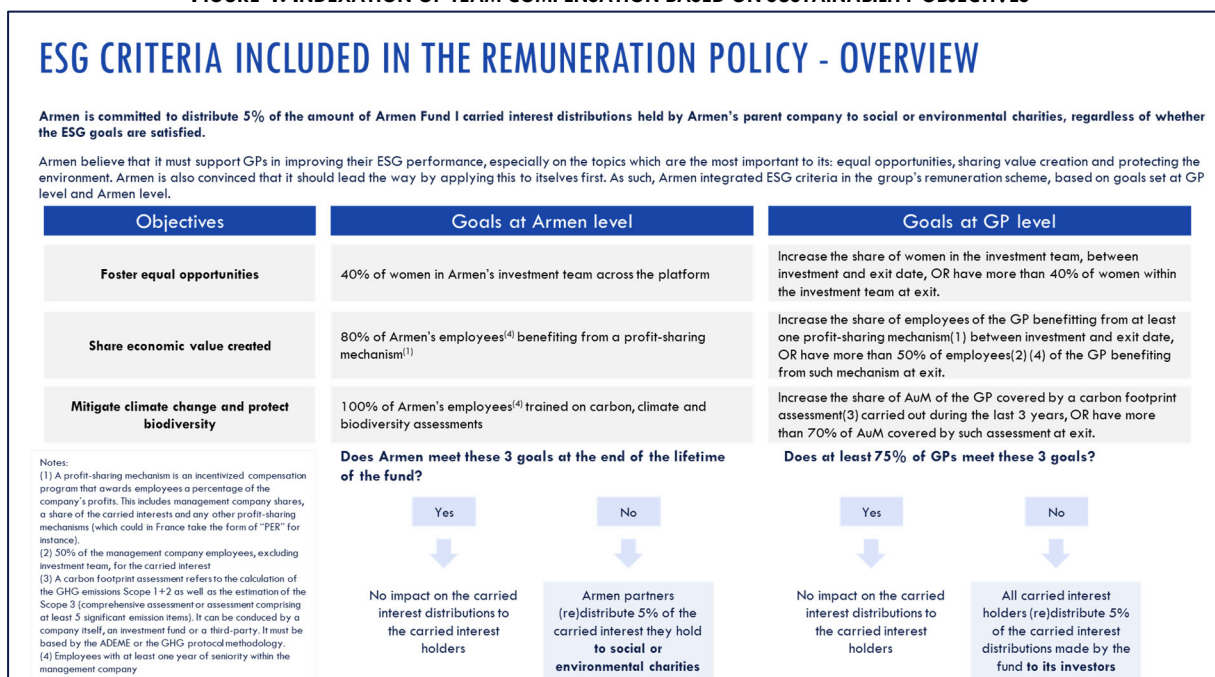 FIGURE 4: INDEXATION OF TEAM COMPENSATION BASED ON SUSTAINABILITY OBJECTIVES
ESG CRITERIA INCLUDED IN THE REMUNERATION POLICY - OVERVIEW
Armen is committed to distribute 5% of the amount of Armen Fund I carried interest distributions held by Armen's parent company to social or environmental charities, regardless of whether
the ESG goals are satisfied.
Armen believe that it must support GPs in improving their ESG performance, especially on the topics which are the most important to its: equal opportunities, sharing value creation and protecting the
environment. Armen is also convinced that it should lead the way by applying this to itselves first. As such, Armen integrated ESG criteria in the group's remuneration scheme, based on goals set at GP
level and Armen level.
Objectives
Goals at Armen level
Goals at GP level
Foster equal opportunities
40% of women in Armen's investment team across the platform
Increase the share of women in the investment team, between
investment and exit date, OR have more than 40% of women within
the investment team at exit.
Share economic value created
80% of Armen's employees(4) benefiting from a profit-sharing
mechanism(1)
Increase the share of employees of the GP benefitting from at least
one profit-sharing mechanism(1) between investment and exit date,
OR have more than 50% of employees(2) (4) of the GP benefiting
from such mechanism at exit.
Mitigate climate change and protect
biodiversity
100% of Armen's employees(4) trained on carbon, climate and
biodiversity assessments
Increase the share of AuM of the GP covered by a carbon footprint
assessment(3) carried out during the last 3 years, OR have more
than 70% of AuM covered by such assessment at exit.
Notes:
(1) A profit-sharing mechanism is an incentivized compensation
program that awards employees a percentage of the
company's profits. This includes management company shares,
a share of the carried interests and any other profit-sharing
mechanisms (which could in France take the form of "PER" for
instance).
(2) 50% of the management company employees, excluding
investment team, for the carried interest
(3) A carbon footprint assessment refers to the calculation of
the GHG emissions Scope 1+2 as well as the estimation of the
Scope 3 (comprehensive assessment or assessment comprising
at least 5 significant emission items). It can be conduced by a
company itself, an investment fund or a third-party. It must be
based by the ADEME or the GHG protocol methodology.
(4) Employees with at least one year of seniority within the
management company
Does Armen meet these 3 goals at the end of the lifetime
of the fund?
Yes
No
No impact on the carried
interest distributions to
the carried interest
holders
Armen partners
(re)distribute 5% of the
carried interest they hold
to social or
environmental charities
Does at least 75% of GPs meet these 3 goals?
Yes
No
No impact on the carried
interest distributions to
the carried interest
holders
All carried interest
holders (re)distribute 5%
of the carried interest
distributions made by the
fund to its investors